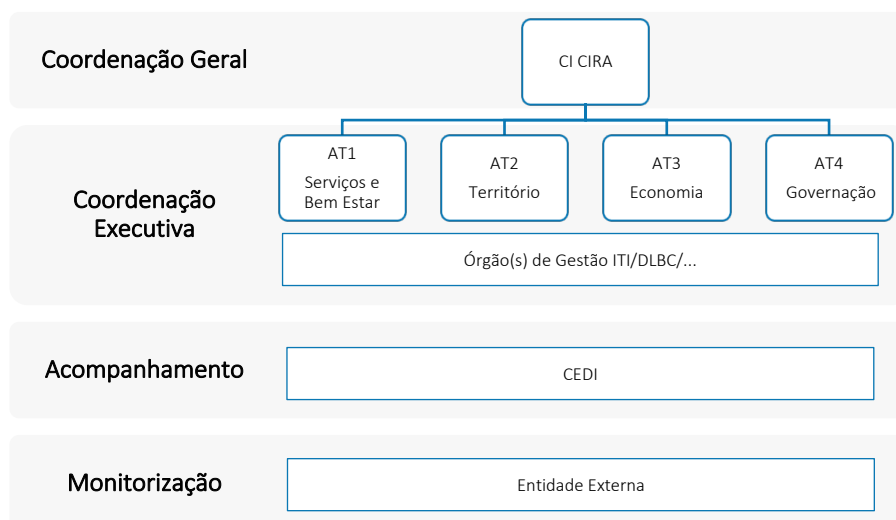 Coordenação Geral
CI CIRA
Coordenação
Executiva
AT1
Serviços e
Bem Estar
AT2
Território
AT3
Economia
AT4
Governação
Órgão(s) de Gestão ITI/DLBC/...
Acompanhamento
CEDI
Monitorização
Entidade Externa